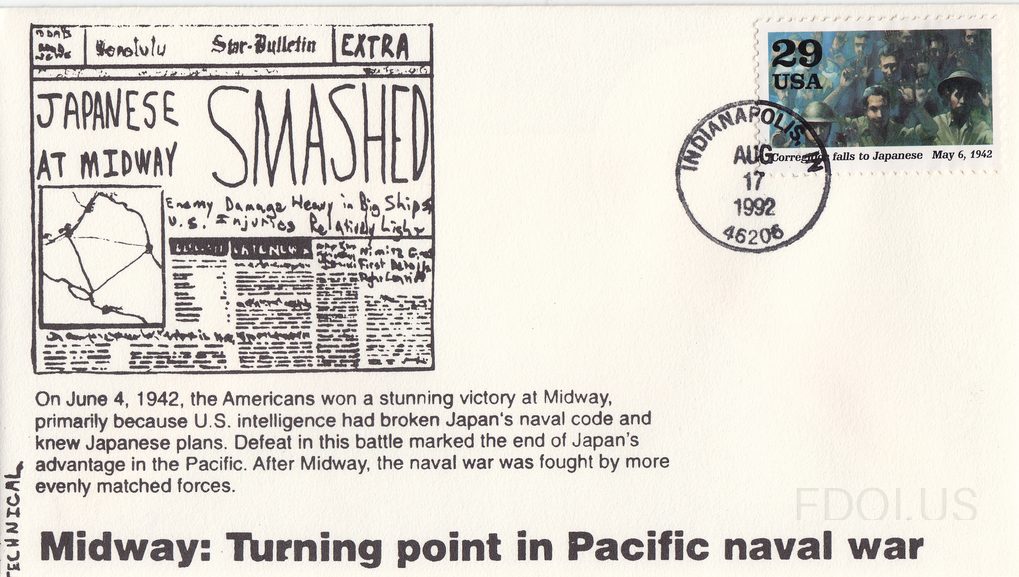 Honolulu Star-Bulletin EXTRA
JAPANESE
AT MIDWAY
SMASHED
Enemy Damage Heavy in Big Ships
U.S. Injuries Relatively Light
29
USA
Corregidor falls to Japanese May 6, 1942
INDIANAPOLIS, IN
AUG
17
1992
46206
On June 4, 1942, the Americans won a stunning victory at Midway,
primarily because U.S. intelligence had broken Japan's naval code and
knew Japanese plans. Defeat in this battle marked the end of Japan's
advantage in the Pacific. After Midway, the naval war was fought by more
evenly matched forces.
TECHNICAL
FDOI.US
Midway: Turning point in Pacific naval war